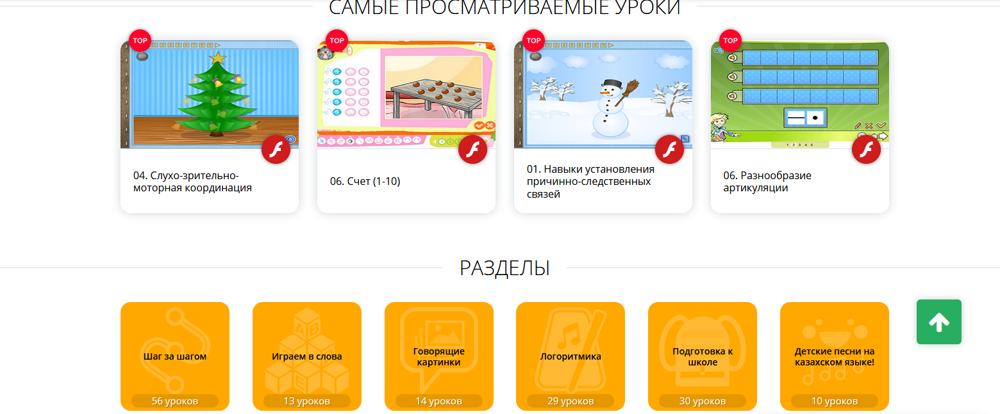 САМЫЕ ПРОСМАТРИВАЕМЫЕ УРОКИ
TOP
TOP
TOP
TOP
04. Слухо-зрительно-
моторная координация
06. Счет (1-10)
01. Навыки установления
причинно-следственных
связей
06. Разнообразие
артикуляции
РАЗДЕЛЫ
Шаг за шагом
56 уроков
Играем в слова
13 уроков
Говорящие
картинки
14 уроков
Логоритмика
29 уроков
Подготовка к
школе
30 уроков
Детские песни на
казахском языке!
10 уроков